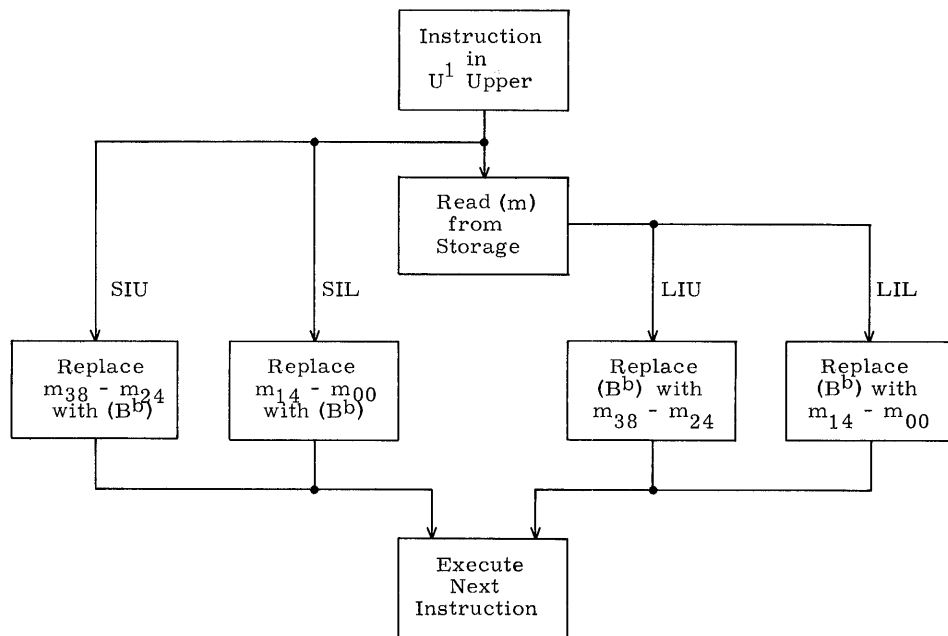 Instruction
in
U¹ Upper
Read (m)
from
Storage
SIU
SIL
LIU
LIL
Replace
m₃₈ - m₂₄
with (Bᵇ)
Replace
m₁₄ - m₀₀
with (Bᵇ)
Replace
(Bᵇ) with
m₃₈ - m₂₄
Replace
(Bᵇ) with
m₁₄ - m₀₀
Execute
Next
Instruction